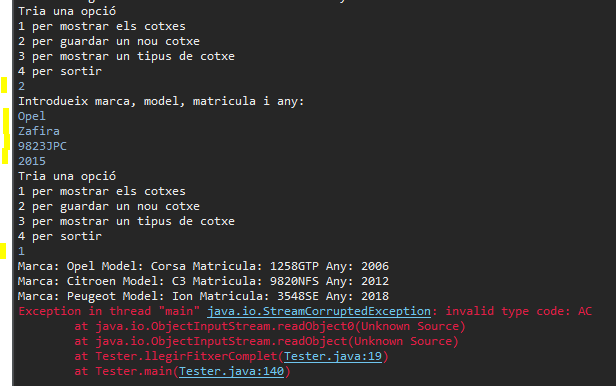 Tria una opció
1 per mostrar els cotxes
2 per guardar un nou cotxe
3 per mostrar un tipus de cotxe
4 per sortir
2
Introdueix marca, model, matricula i any:
Opel
Zafira
9823JPC
2015
Tria una opció
1 per mostrar els cotxes
2 per guardar un nou cotxe
3 per mostrar un tipus de cotxe
4 per sortir
1
Marca: Opel Model: Corsa Matricula: 1258GTP Any: 2006
Marca: Citroen Model: C3 Matricula: 9820NFS Any: 2012
Marca: Peugeot Model: Ion Matricula: 3548SE Any: 2018
Exception in thread "main" java.io.StreamCorruptedException: invalid type code: AC
at java.io.ObjectInputStream.readObject0(Unknown Source)
at java.io.ObjectInputStream.readObject(Unknown Source)
at Tester.llegirFitxerComplet(Tester.java:19)
at Tester.main(Tester.java:140)